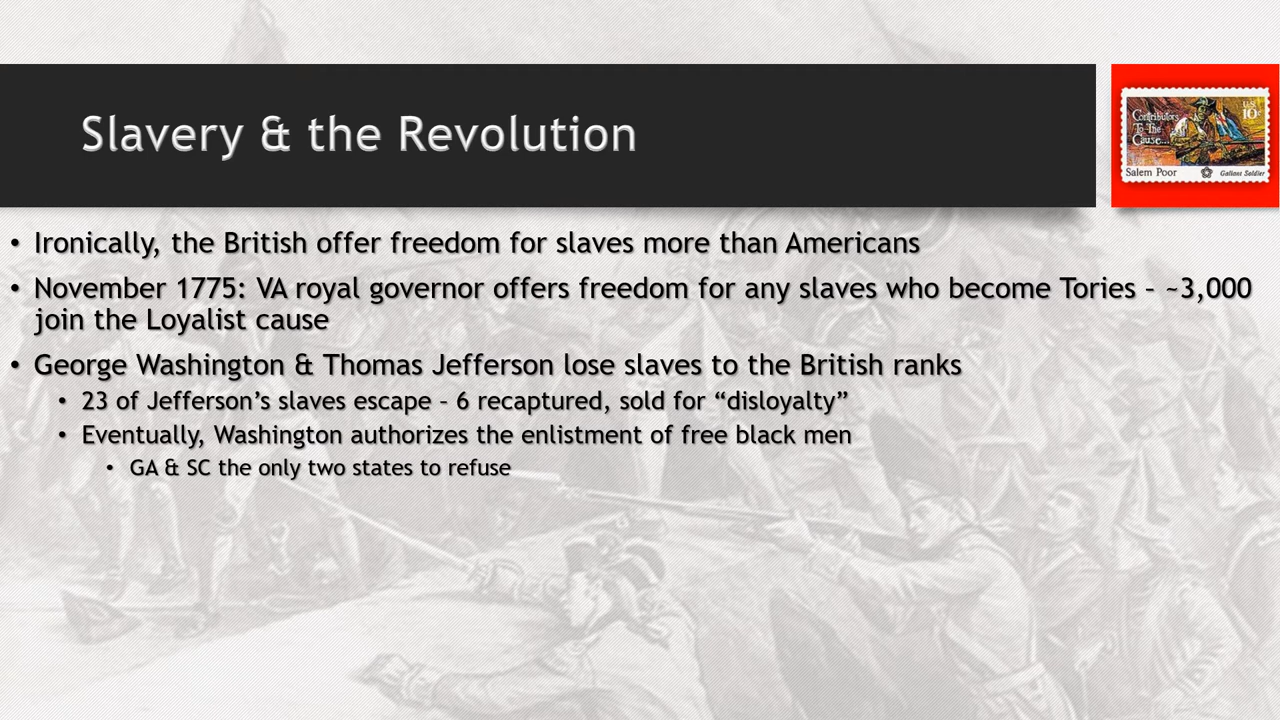 Slavery & the Revolution
Contributors
To The
Cause...
U.S.
10c
Salem Poor
Gallant Soldier
• Ironically, the British offer freedom for slaves more than Americans
• November 1775: VA royal governor offers freedom for any slaves who become Tories – ~3,000
join the Loyalist cause
• George Washington & Thomas Jefferson lose slaves to the British ranks
• 23 of Jefferson’s slaves escape – 6 recaptured, sold for “disloyalty”
• Eventually, Washington authorizes the enlistment of free black men
• GA & SC the only two states to refuse